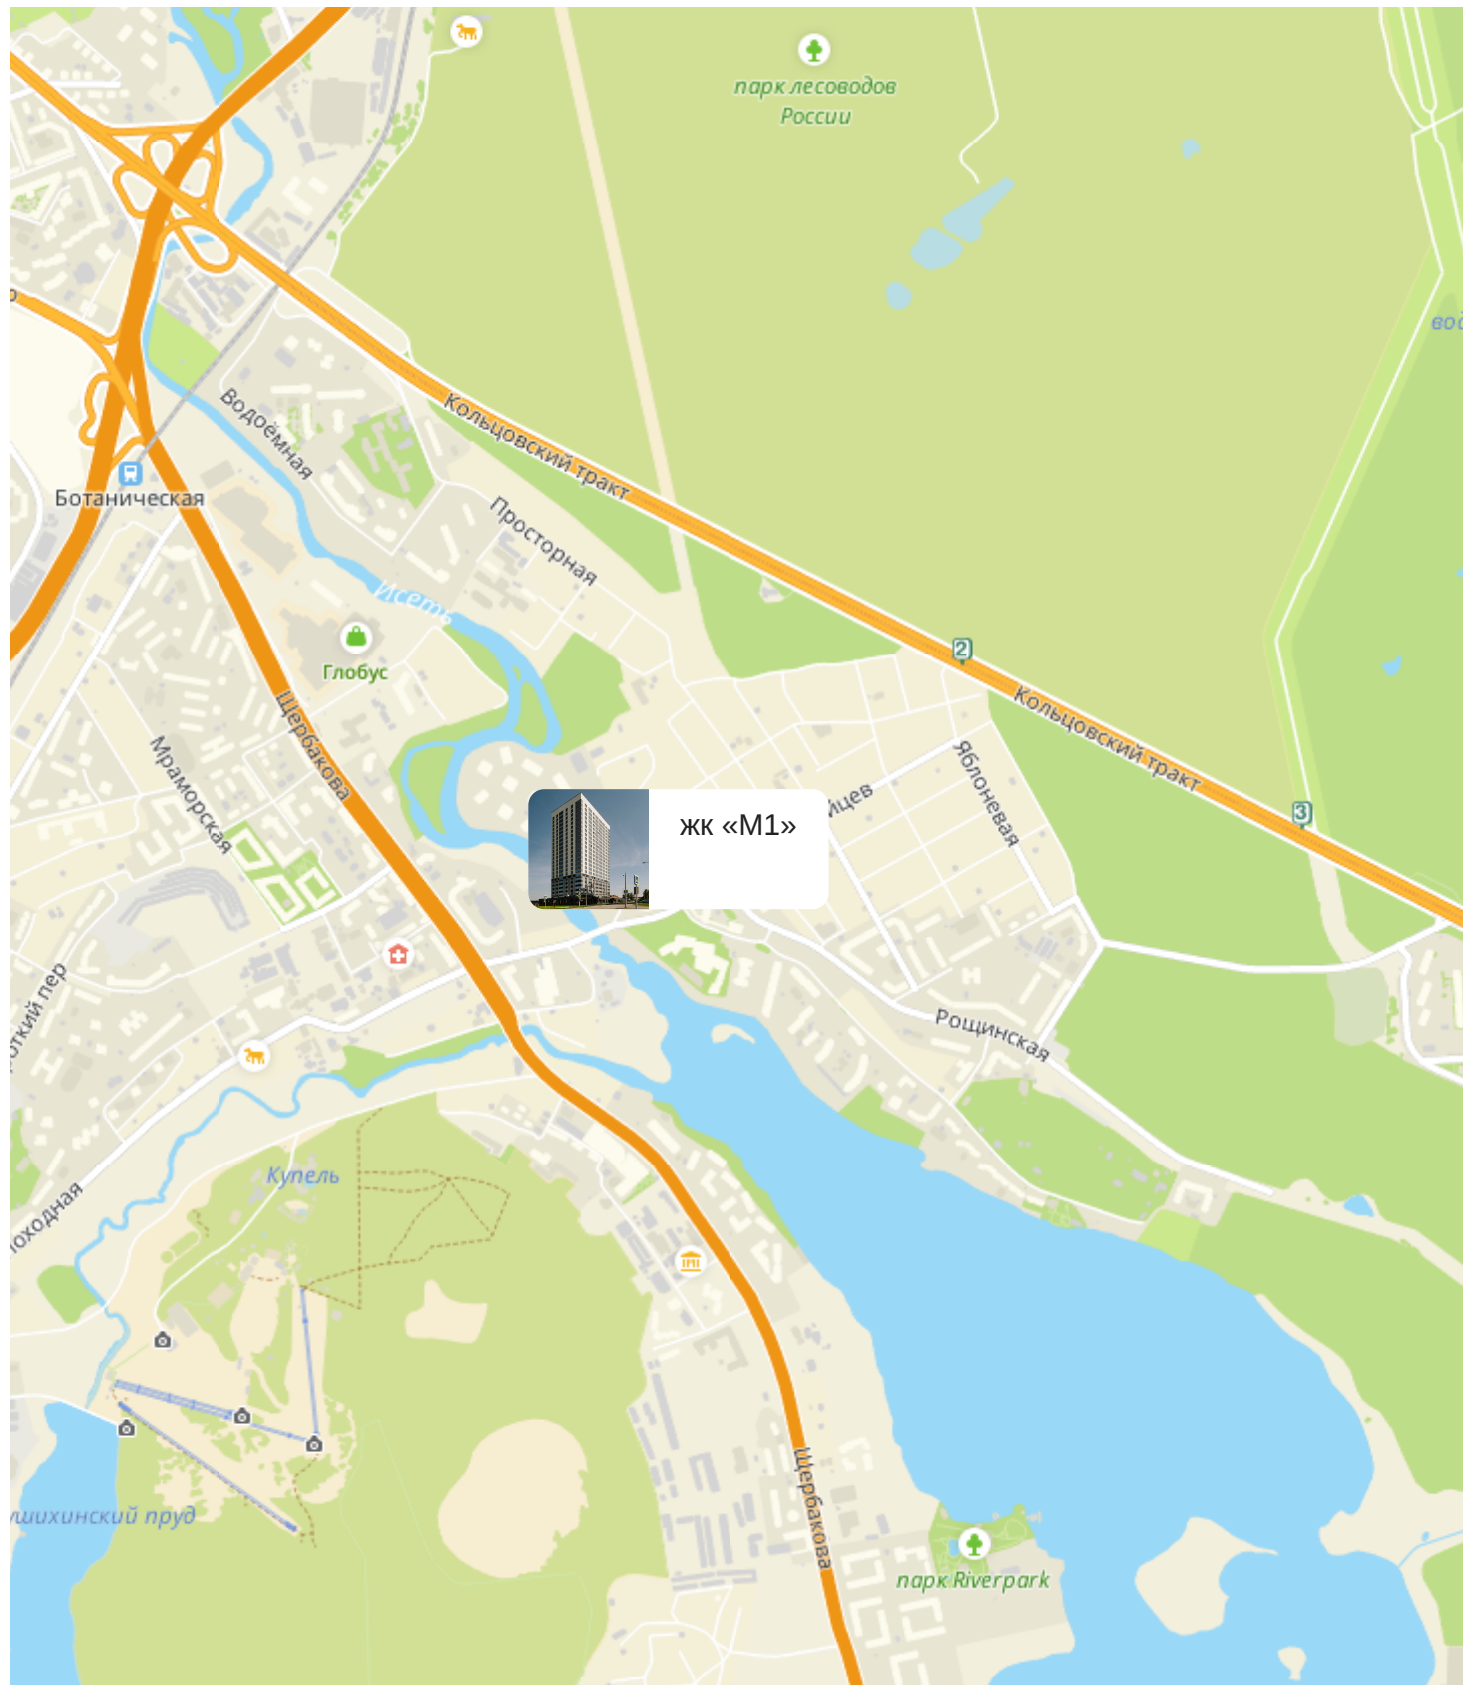 парк лесоводов
России
Кольцовский тракт
Водоёмная
Ботаническая
Просторная
Исеть
Глобус
2
Щербакова
Кольцовский тракт
Мраморская
Яблоневая
3
жк «М1»
Рощинская
Купель
Щербакова
парк Riverpark
пруд